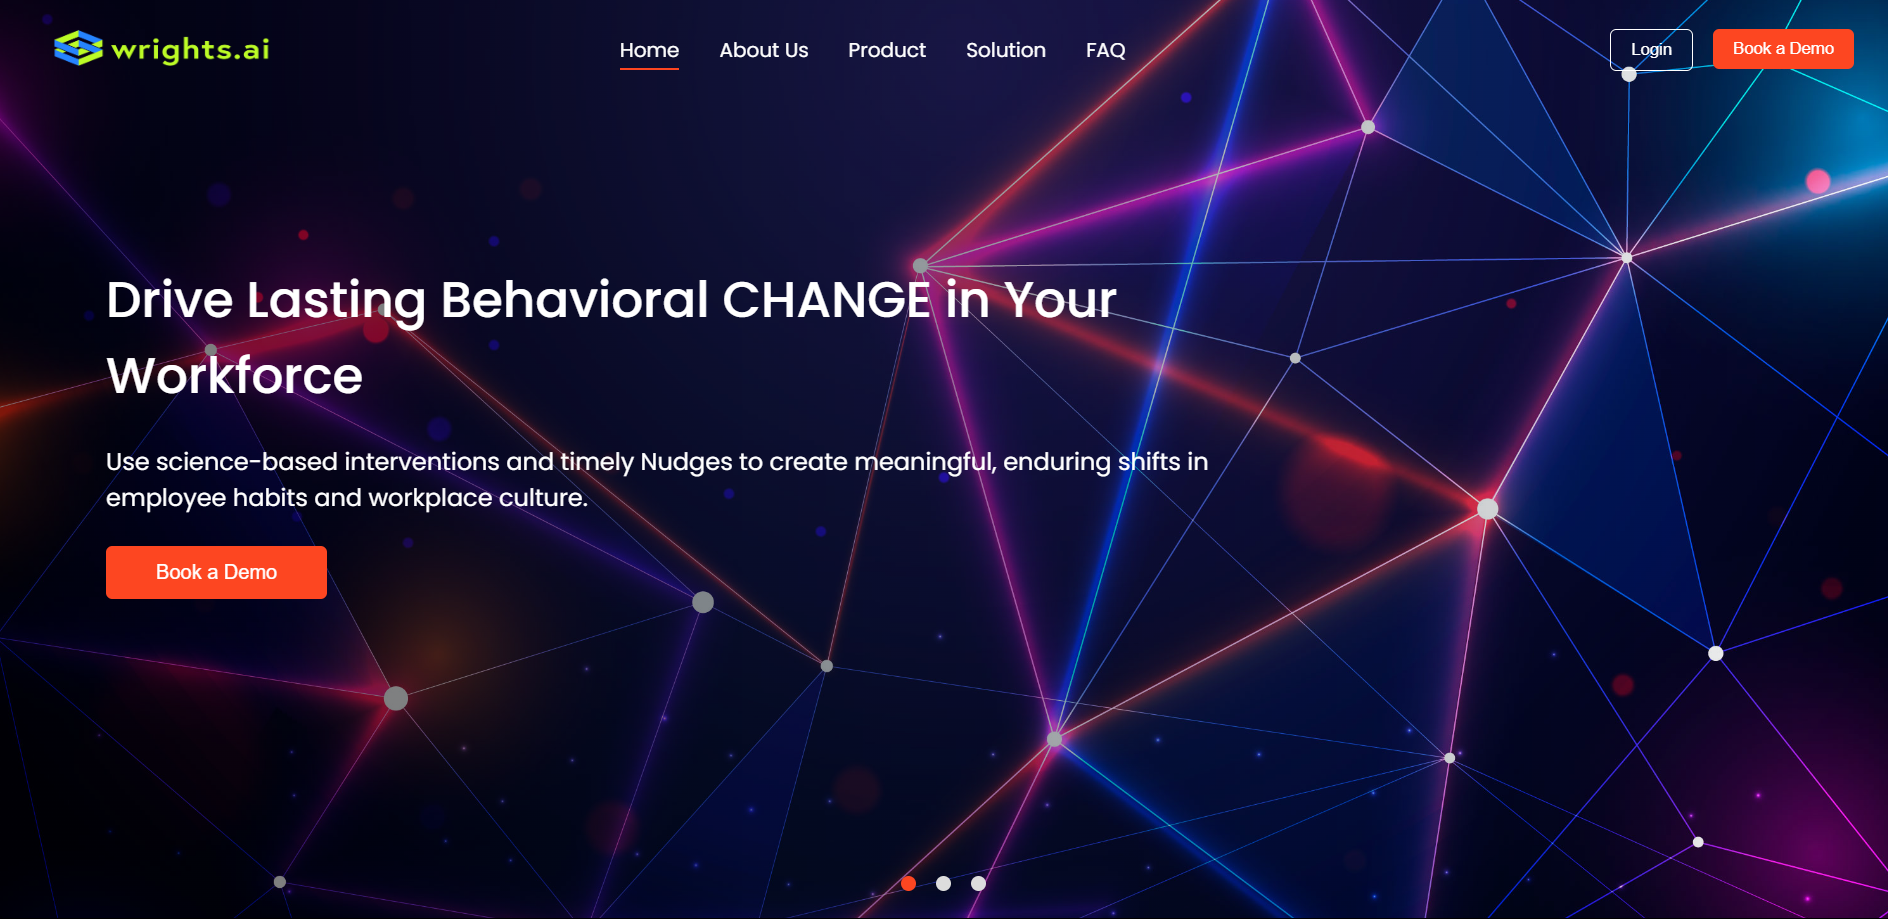 wrights.ai
Home About Us Product Solution FAQ
Login Book a Demo
Drive Lasting Behavioral CHANGE in Your
Workforce
Use science-based interventions and timely Nudges to create meaningful, enduring shifts in
employee habits and workplace culture.
Book a Demo